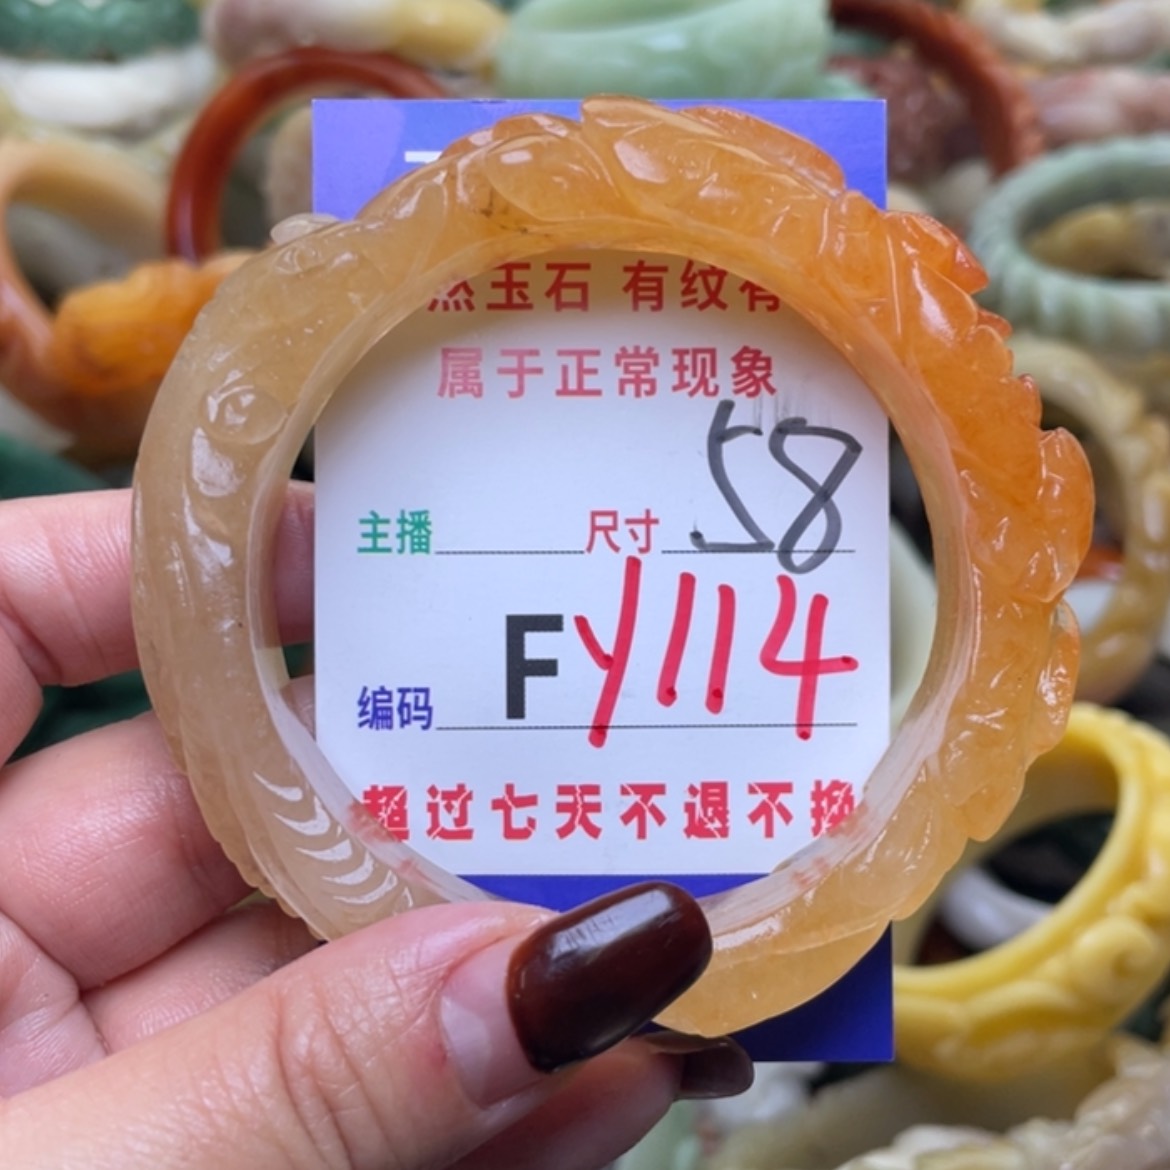 然玉石 有纹有
属于正常现象
主播 尺寸 58
编码 FY114
超过七天不退不换